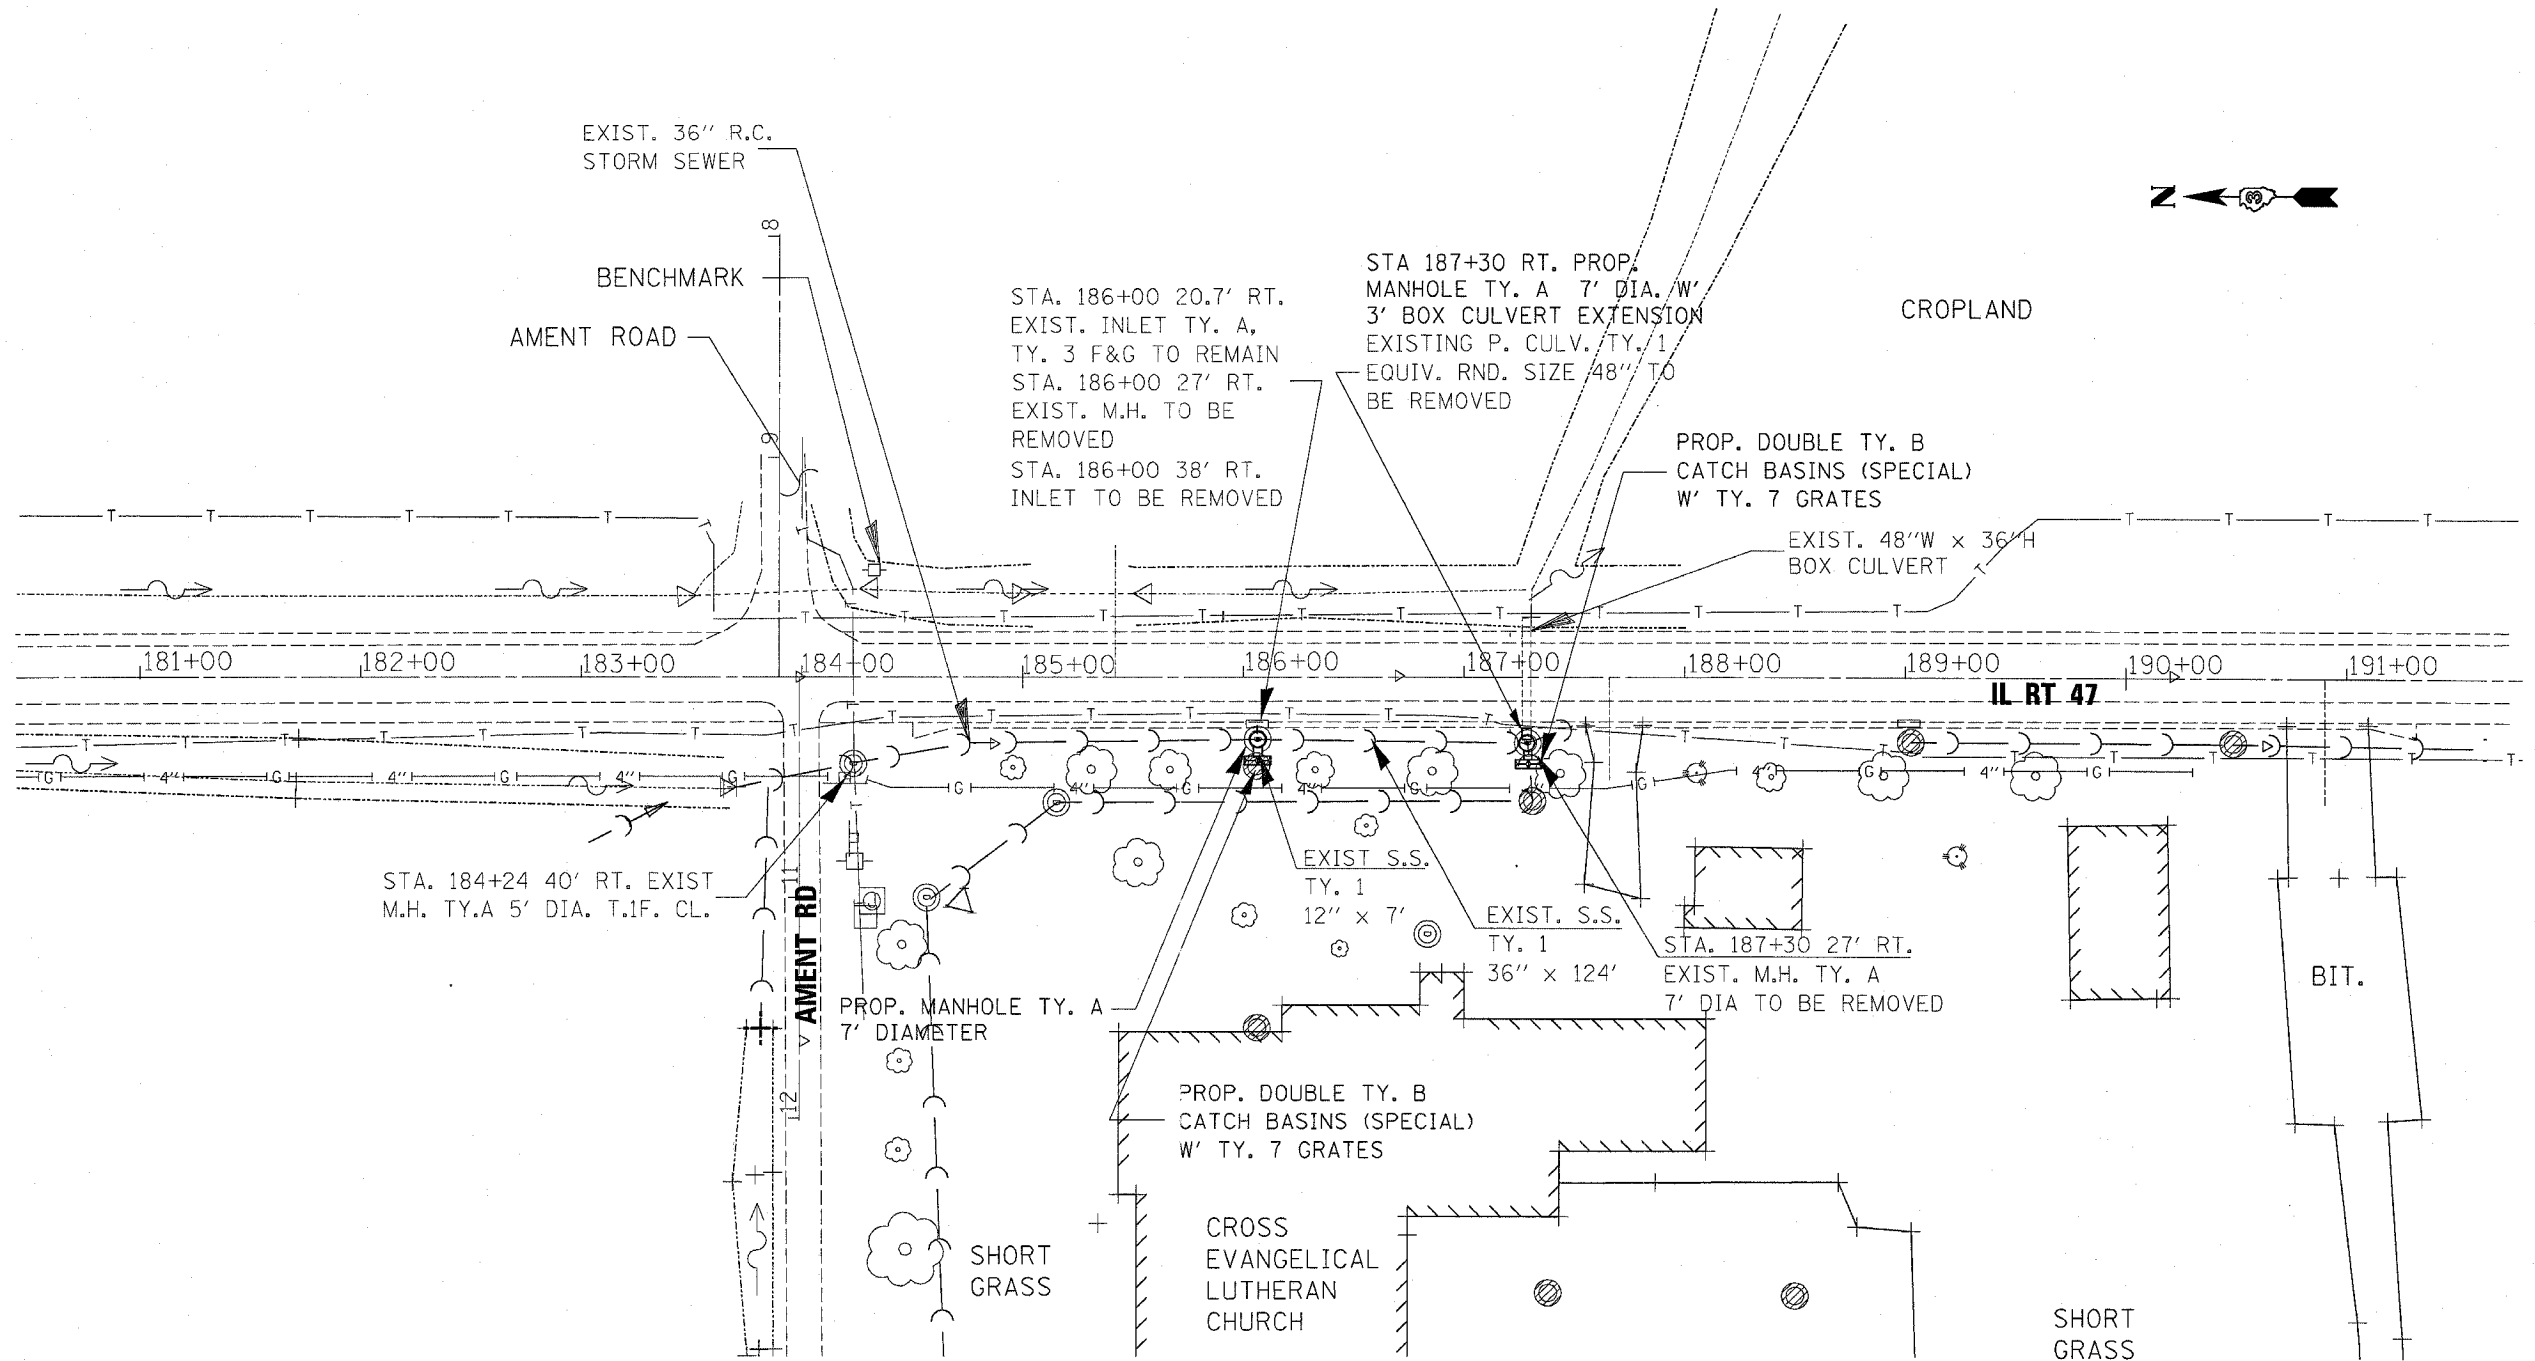 EXIST. 36" R.C.
STORM SEWER
8
BENCHMARK
AMENT ROAD
9
N
3
STA. 186+00 20.7' RT.
EXIST. INLET TY. A,
TY. 3 F&G TO REMAIN
STA. 186+00 27' RT.
EXIST. M.H. TO BE
REMOVED
STA. 186+00 38' RT.
INLET TO BE REMOVED
STA 187+30 RT. PROP.
MANHOLE TY. A 7' DIA. W'
3' BOX CULVERT EXTENSION
EXISTING P. CULV. TY. 1
EQUIV. RND. SIZE 48" TO
BE REMOVED
CROPLAND
PROP. DOUBLE TY. B
CATCH BASINS (SPECIAL)
W' TY. 7 GRATES
EXIST. 48"W x 36"H
BOX CULVERT
181+00
182+00
183+00
184+00
185+00
186+00
187+00
188+00
189+00
190+00
191+00
IL RT 47
STA. 184+24 40' RT. EXIST
M.H. TY.A 5' DIA. T.1F. CL.
11
AMENT RD
12
EXIST S.S.
TY. 1
12" x 7'
EXIST. S.S.
TY. 1
36" x 124'
STA. 187+30 27' RT.
EXIST. M.H. TY. A
7' DIA TO BE REMOVED
BIT.
PROP. MANHOLE TY. A
7' DIAMETER
PROP. DOUBLE TY. B
CATCH BASINS (SPECIAL)
W' TY. 7 GRATES
SHORT
GRASS
CROSS
EVANGELICAL
LUTHERAN
CHURCH
SHORT
GRASS